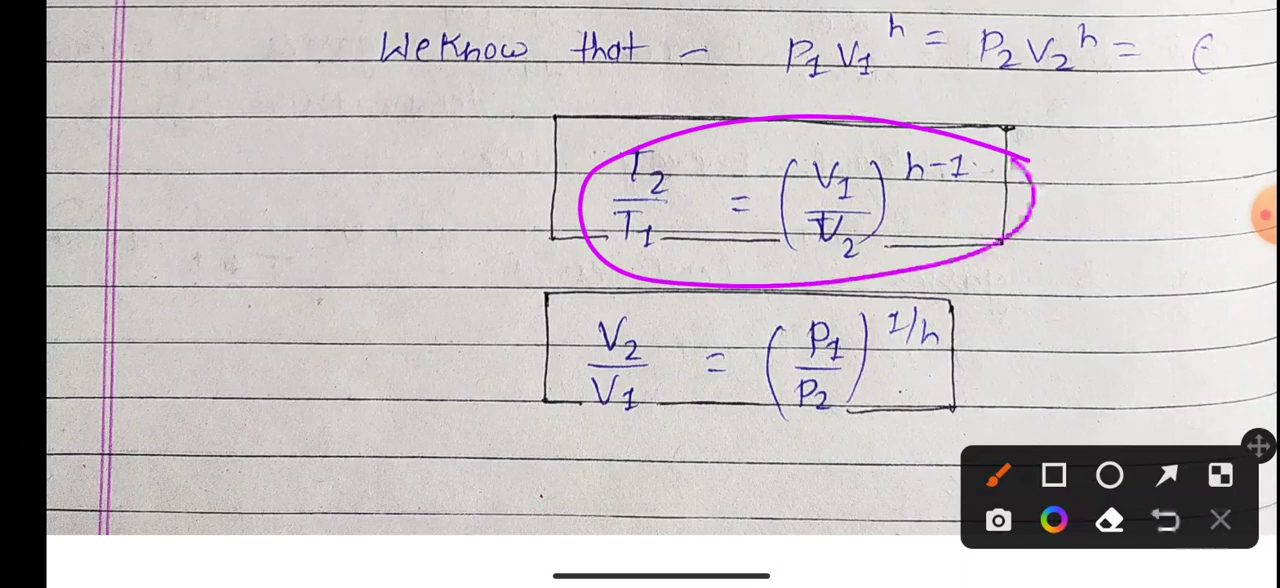 We Know that - P1 V1^n = P2 V2^n = C
T2/T1 = (V1/V2)^n-1
V2/V1 = (P1/P2)^1/n